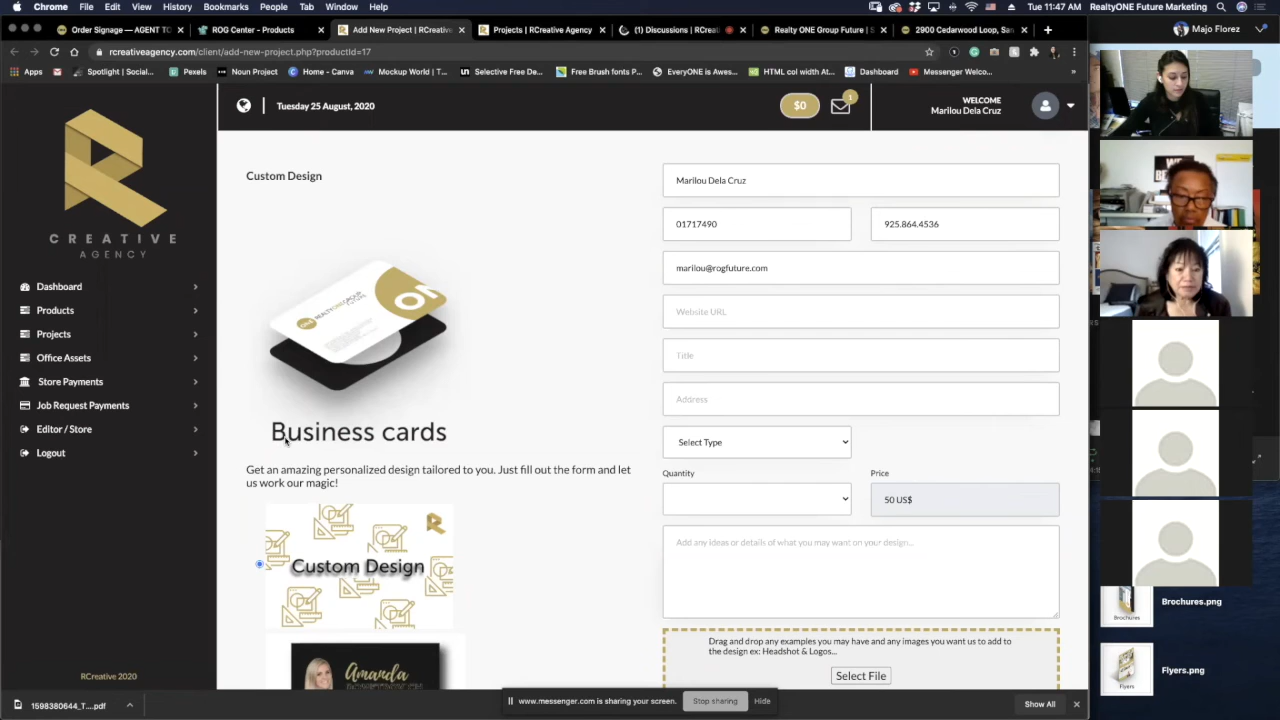 Chrome File Edit View History Bookmarks People Tab Window Help
Tue 11:47 AM RealtyONE Future Marketing
Order Signage — AGENT TO
ROG Center - Products
Add New Project | RCreative
Projects | RCreative Agency
(1) Discussions | RCreati
Realty ONE Group Future |
2900 Cedarwood Loop, San
Majo Florez
rcreativeagency.com/client/add-new-project.php?productId=17
Apps
Spotlight | Social...
Pexels
Noun Project
Home - Canva
Mockup World | T...
Selective Free De...
Free Brush fonts P...
EveryONE is Awes...
HTML col width At...
Dashboard
Messenger Welco...
»
Tuesday 25 August, 2020
$0
1
WELCOME
Marilou Dela Cruz
CREATIVE
AGENCY
Dashboard
Products
Projects
Office Assets
Store Payments
Job Request Payments
Editor / Store
Logout
RCreative 2020
Custom Design
ONE REALTYONEGROUP
FUTURE
Business cards
Get an amazing personalized design tailored to you. Just fill out the form and let
us work our magic!
Custom Design
Amanda
Marilou Dela Cruz
01717490
925.864.4536
marilou@rogfuture.com
Website URL
Title
Address
Select Type
Quantity
Price
50 US$
Add any ideas or details of what you may want on your design...
Drag and drop any examples you may have and any images you want us to add to
the design ex: Headshot & Logos...
Select File
Brochures
Brochures.png
Flyers
Flyers.png
1598380644_T....pdf
www.messenger.com is sharing your screen.
Stop sharing
Hide
Show All